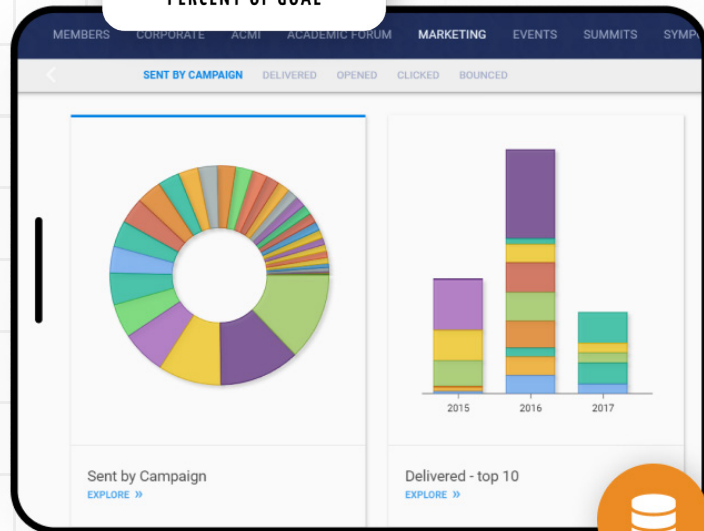 PERCENT OF GOAL
MEMBERS CORPORATE ACMI ACADEMIC FORUM MARKETING EVENTS SUMMITS
SENT BY CAMPAIGN DELIVERED OPENED CLICKED BOUNCED
2015 2016 2017
Sent by Campaign
EXPLORE »
Delivered - top 10
EXPLORE »